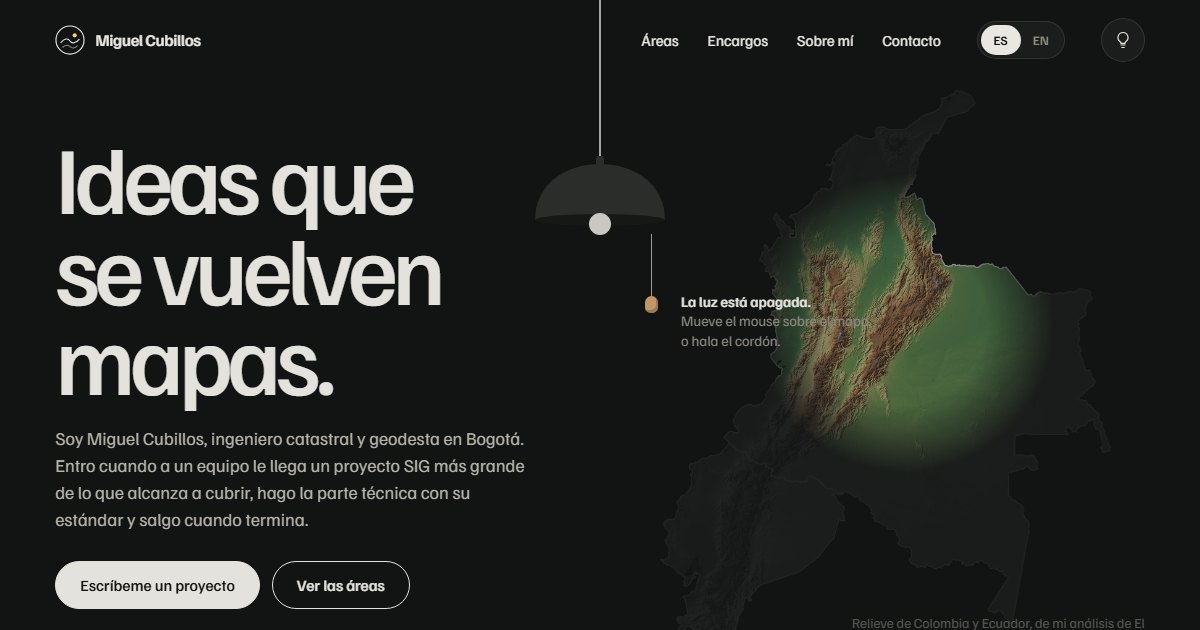 Miguel Cubillos
Áreas
Encargos
Sobre mí
Contacto
ES
EN
Ideas que
se vuelven
mapas.
La luz está apagada.
Mueve el mouse sobre el mapa,
o hala el cordón.
Soy Miguel Cubillos, ingeniero catastral y geodesta en Bogotá.
Entro cuando a un equipo le llega un proyecto SIG más grande
de lo que alcanza a cubrir, hago la parte técnica con su
estándar y salgo cuando termina.
Escríbeme un proyecto
Ver las áreas
Relieve de Colombia y Ecuador, de mi análisis de El